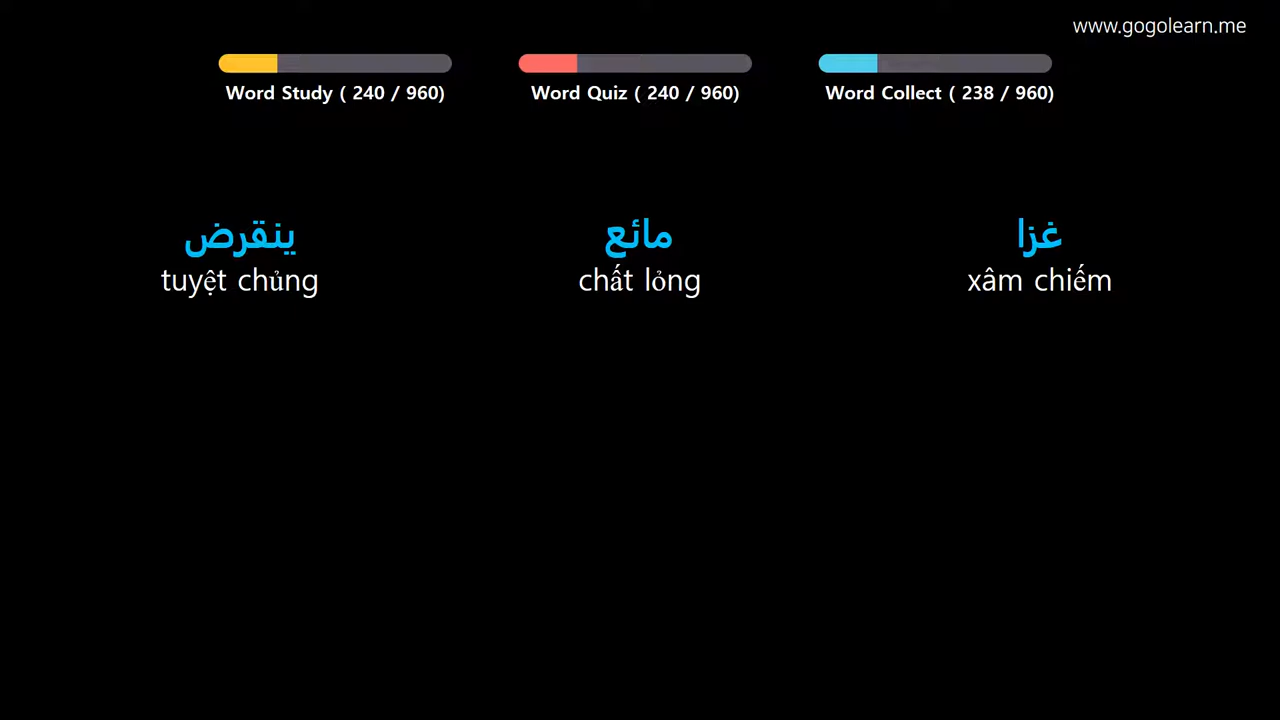 www.gogolearn.me
Word Study ( 240 / 960)
Word Quiz ( 240 / 960)
Word Collect ( 238 / 960)
ينقرض
tuyệt chủng
مائع
chất lỏng
غزا
xâm chiếm